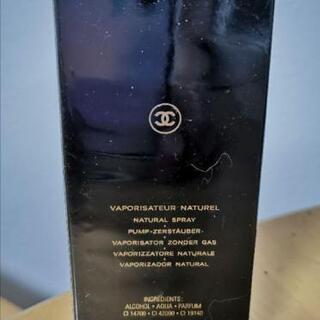 VAPORISATEUR NATUREL
NATURAL SPRAY
PUMP-ZERSTÄUBER
VAPORISATOR ZONDER GAS
VAPORIZZATORE NATURALE
VAPORIZADOR NATURAL
INGREDIENTS:
ALCOHOL • AQUA • PARFUM
CI 14700 • CI 42090 • CI 19140